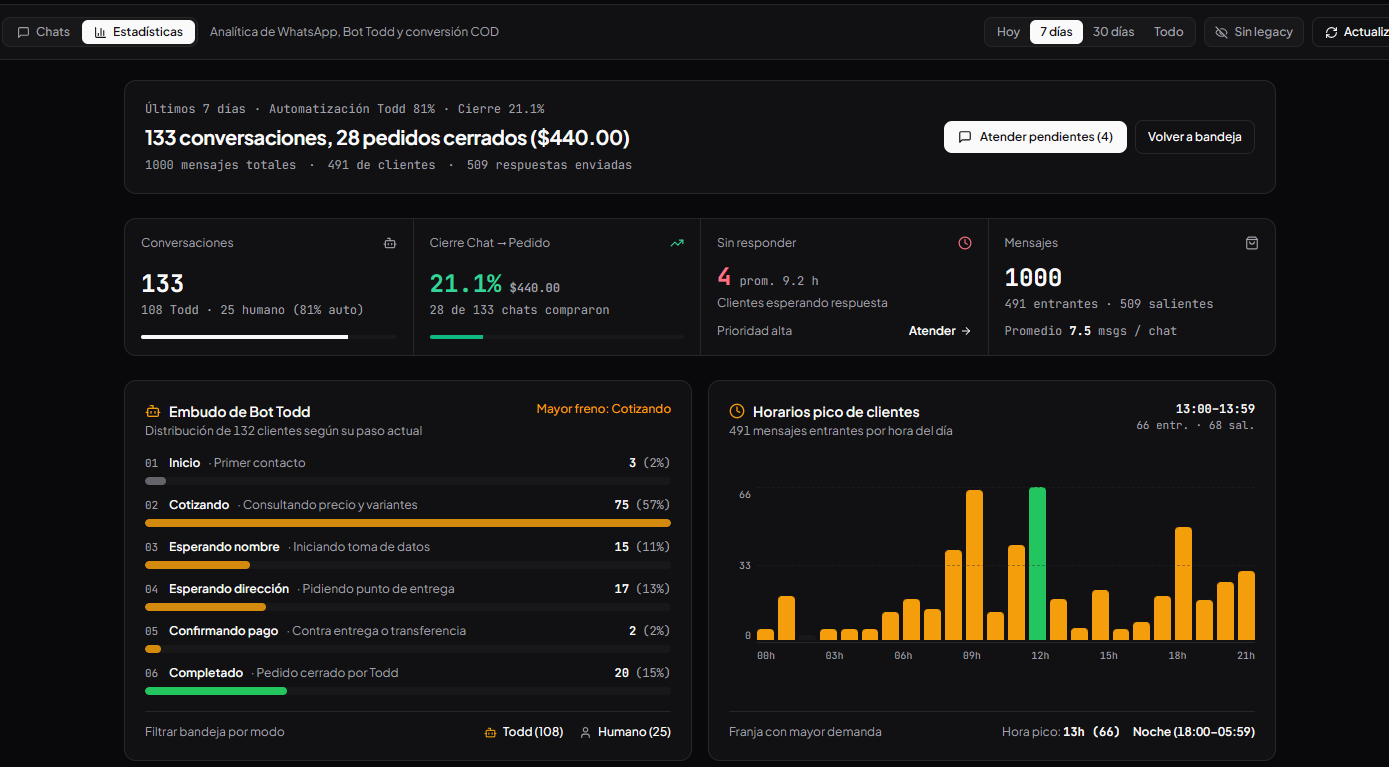 Chats Estadísticas Analítica de WhatsApp, Bot Todd y conversión COD Hoy 7 días 30 días Todo Sin legacy Actualiz
Últimos 7 días · Automatización Todd 81% · Cierre 21.1%
133 conversaciones, 28 pedidos cerrados ($440.00)
1000 mensajes totales · 491 de clientes · 509 respuestas enviadas
Atender pendientes (4) Volver a bandeja
Conversaciones
133
108 Todd · 25 humano (81% auto)
Cierre Chat → Pedido
21.1% $440.00
28 de 133 chats compraron
Sin responder
4 prom. 9.2 h
Clientes esperando respuesta
Prioridad alta Atender →
Mensajes
1000
491 entrantes · 509 salientes
Promedio 7.5 msgs / chat
Embudo de Bot Todd Mayor freno: Cotizando
Distribución de 132 clientes según su paso actual
01 Inicio · Primer contacto 3 (2%)
02 Cotizando · Consultando precio y variantes 75 (57%)
03 Esperando nombre · Iniciando toma de datos 15 (11%)
04 Esperando dirección · Pidiendo punto de entrega 17 (13%)
05 Confirmando pago · Contra entrega o transferencia 2 (2%)
06 Completado · Pedido cerrado por Todd 20 (15%)
Filtrar bandeja por modo Todd (108) Humano (25)
Horarios pico de clientes 13:00–13:59
491 mensajes entrantes por hora del día 66 entr. · 68 sal.
66
33
0
00h 03h 06h 09h 12h 15h 18h 21h
Franja con mayor demanda Hora pico: 13h (66) Noche (18:00–05:59)